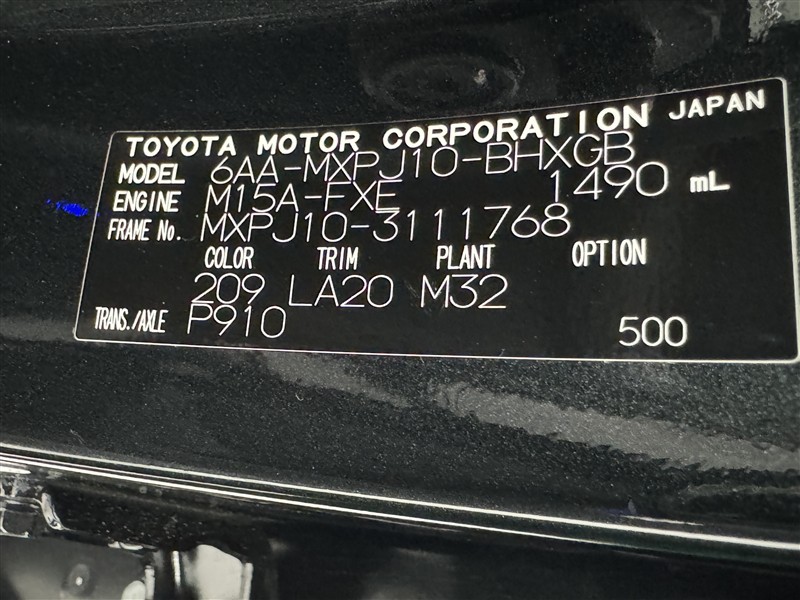 TOYOTA MOTOR CORPORATION JAPAN
MODEL 6AA-MXPJ10-BHXGB
ENGINE M15A-FXE 1490 mL
FRAME No. MXPJ10-3111768
COLOR TRIM PLANT OPTION
209 LA20 M32
TRANS./AXLE P910 500